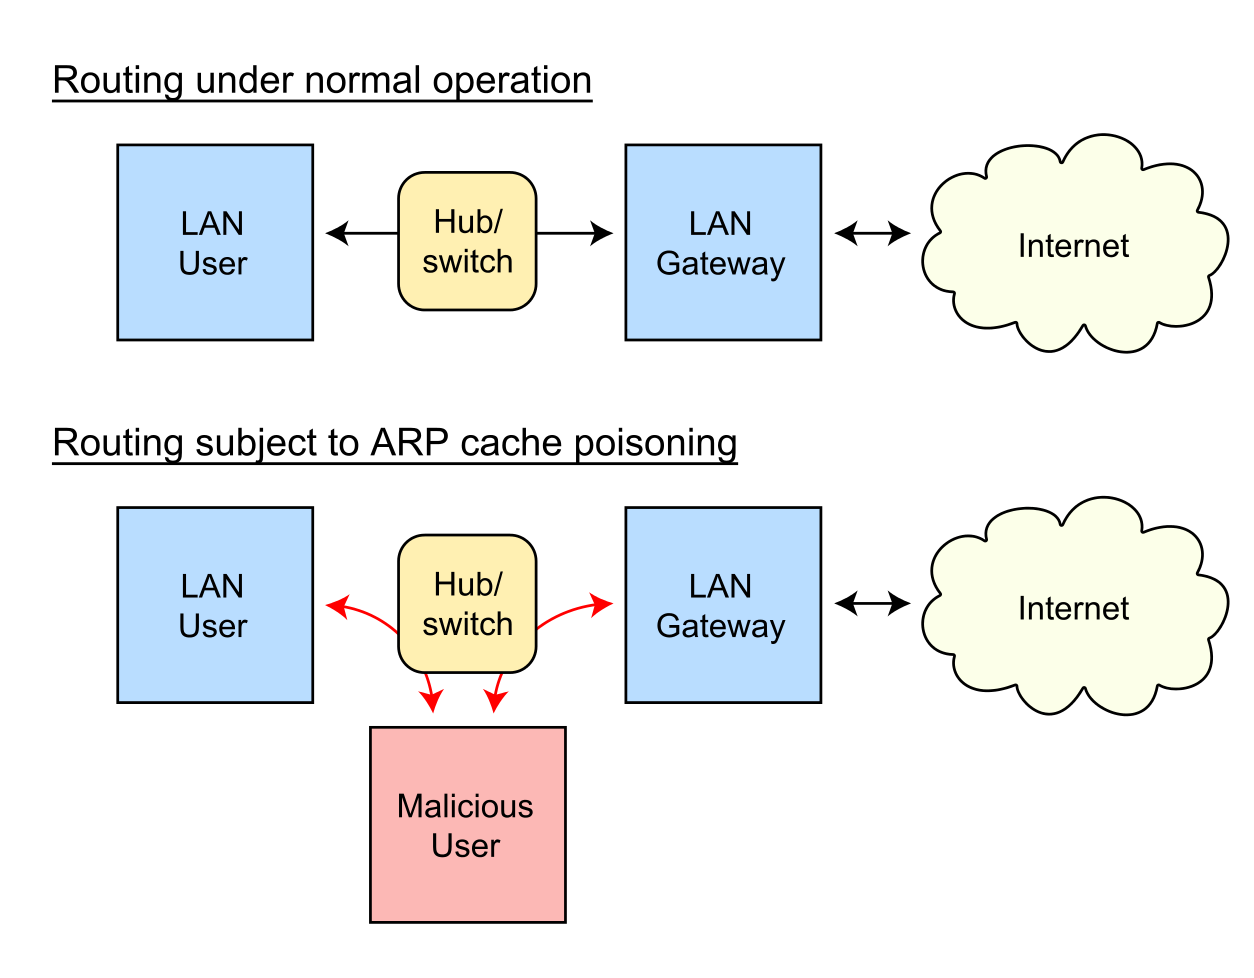 Routing under normal operation
LAN
User
Hub/
switch
LAN
Gateway
Internet
Routing subject to ARP cache poisoning
LAN
User
Hub/
switch
LAN
Gateway
Internet
Malicious
User